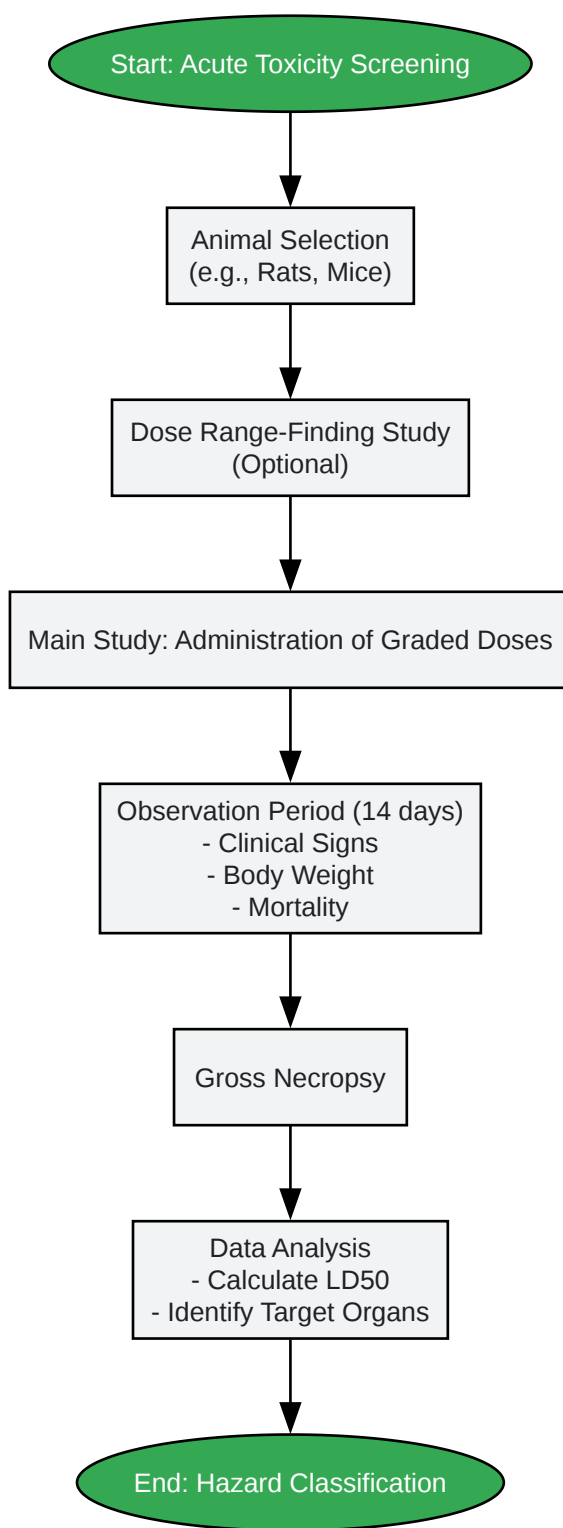 Start: Acute Toxicity Screening
Animal Selection
(e.g., Rats, Mice)
Dose Range-Finding Study
(Optional)
Main Study: Administration of Graded Doses
Observation Period (14 days)
- Clinical Signs
- Body Weight
- Mortality
Gross Necropsy
Data Analysis
- Calculate LD50
- Identify Target Organs
End: Hazard Classification